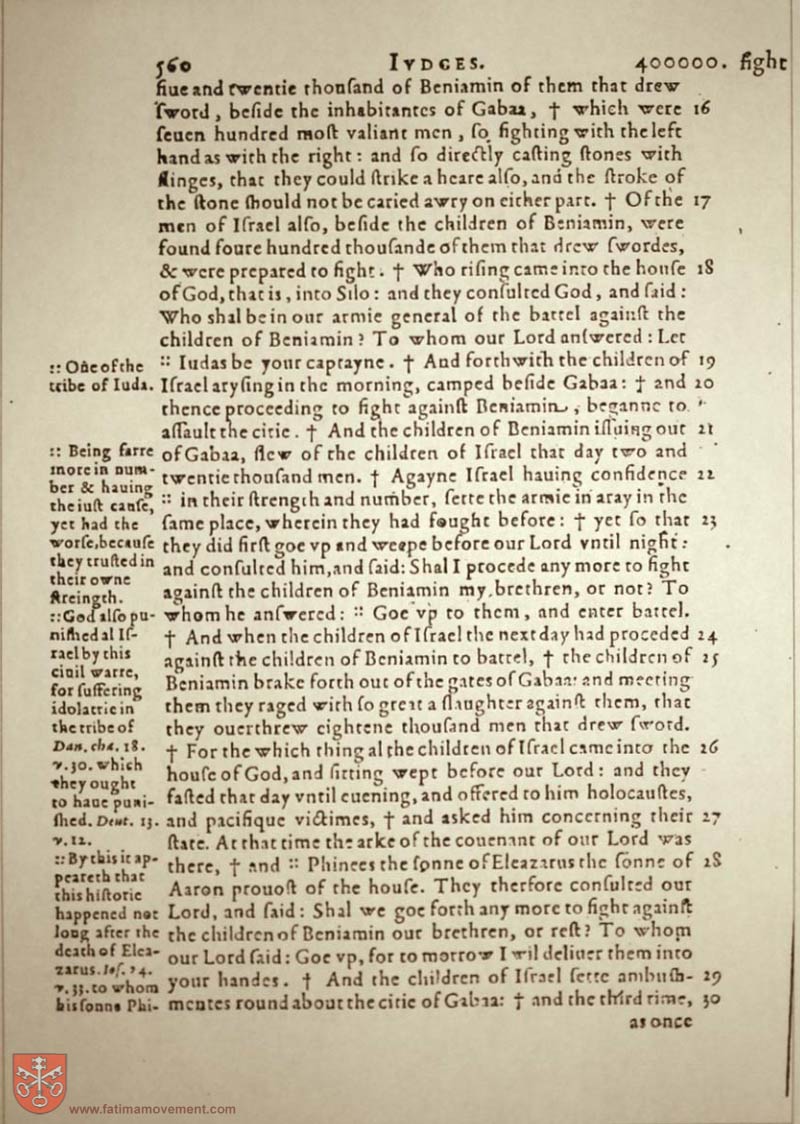 560 IVDGES. 400000. fight
fiue and twentie thouſand of Beniamin of them that drew
ſword, beſide the inhabitantes of Gabaa, † which were 16
ſeuen hundred moſt valiant men, ſo fighting with the left
hand as with the right: and ſo directly caſting ſtones with
ſlinges, that they could ſtrike a heare alſo, and the ſtroke of
the ſtone ſhould not be caried awry on either part. † Of the 17
men of Iſrael alſo, beſide the children of Beniamin, were
found foure hundred thouſande of them that drew ſwordes,
& were prepared to fight. † Who riſing came into the houſe 18
of God, that is, into Silo: and they conſulted God, and ſaid:
Who shal be in our armie general of the battel againſt the
children of Beniamin? To whom our Lord anſwered: Let
:: Iudas be your captayne. † And forthwith the children of 19
Iſrael aryſing in the morning, camped beſide Gabaa: † and 20
thence proceeding to fight againſt Beniamin, beganne to
aſſault the citie. † And the children of Beniamin iſſuing out 21
of Gabaa, ſlew of the children of Iſrael that day two and
twentie thouſand men. † Agayne Iſrael hauing confidence 22
:: in their ſtrength and number, ſette the armie in aray in the
ſame place, wherein they had fought before: † yet ſo that 23
they did firſt goe vp and weepe before our Lord vntil night:
and conſulted him, and ſaid: Shal I procede any more to fight
againſt the children of Beniamin my brethren, or not? To
whom he anſwered: :: Goe vp to them, and enter battel.
† And when the children of Iſrael the next day had proceded 24
againſt the children of Beniamin to battel, † the children of 25
Beniamin brake forth out of the gates of Gabaa: and meeting
them they raged with ſo great a ſlaughter againſt them, that
they ouerthrew eightene thouſand men that drew ſword.
† For the which thing al the children of Iſrael came into the 26
houſe of God, and ſitting wept before our Lord: and they
faſted that day vntil euening, and offered to him holocauſtes,
and pacifique victimes, † and asked him concerning their 27
ſtate. At that time the arke of the couenant of our Lord was
there, † and :: Phinees the ſonne of Eleazarus the ſonne of 28
Aaron prouoſt of the houſe. They therfore conſulted our
Lord, and ſaid: Shal we goe forth any more to fight againſt
the children of Beniamin our brethren, or reſt? To whom
our Lord ſaid: Goe vp, for to morrow I wil deliuer them into
your handes. † And the children of Iſrael ſette ambuſh- 29
mentes round about the citie of Gabaa: † and the third time, 30
as once
:: One of the
tribe of Iuda.
:: Being farre
more in num-
ber & hauing
the iuſt cauſe,
yet had the
worſe, becauſe
they truſted in
their owne
ſtreingth.
:: God alſo pu-
niſhed al Iſ-
rael by this
ciuil warre,
for ſuffering
idolatrie in
the tribe of
Dan. cha. 18.
v. 30. which
they ought
to haue puni-
ſhed. Deut. 13.
v. 12.
:: By this it ap-
peareth that
this hiſtorie
happened not
long after the
death of Elea-
zarus. Ioſ. 24.
v. 33. to whom
his ſonne Phi-
www.fatimamovement.com